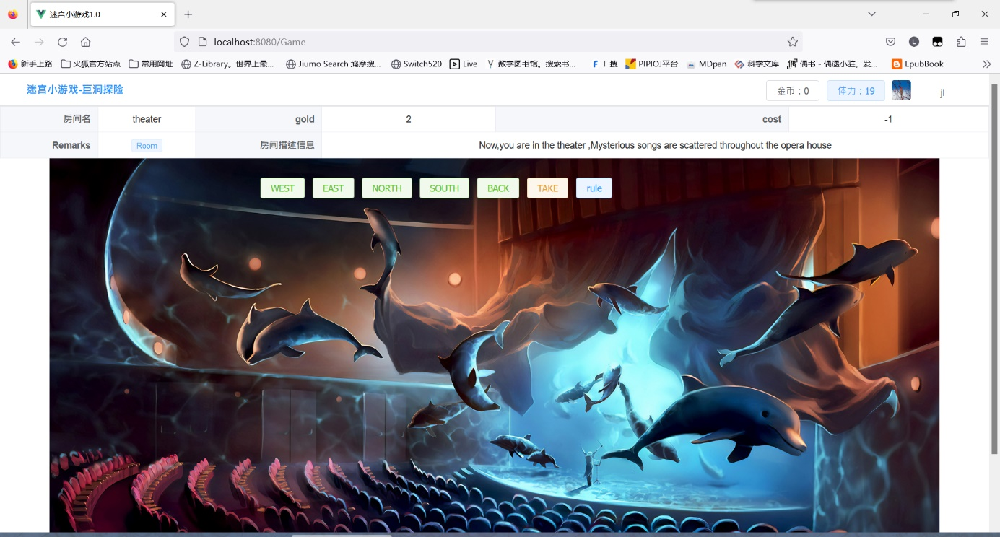 迷宫小游戏1.0
localhost:8080/Game
L
新手上路 火狐官方站点 常用网址 Z-Library。世界上最... Jiumo Search 鸠摩搜... Switch520 Live 数字图书馆。搜索书... F 搜 PIPIOJ平台 MDpan 科学文库 偶书 - 偶遇小驻，发... EpubBook
迷宫小游戏-巨洞探险 金币：0 体力：19 jl
房间名 theater gold 2 cost -1
Remarks Room 房间描述信息 Now,you are in the theater ,Mysterious songs are scattered throughout the opera house
WEST EAST NORTH SOUTH BACK TAKE rule